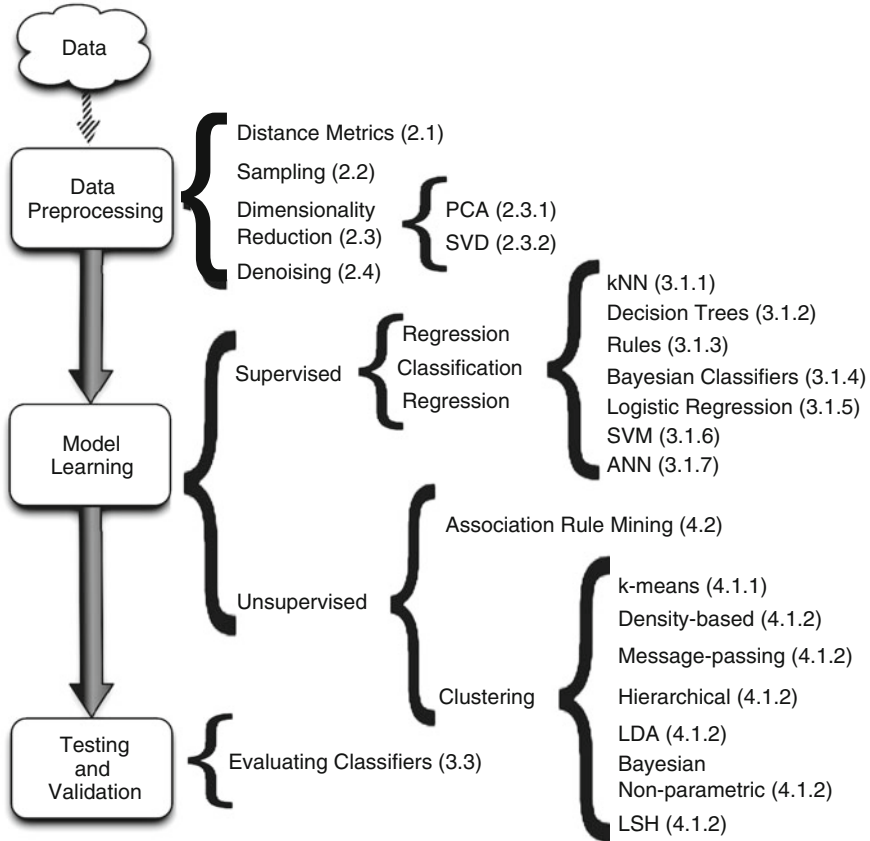 Data
Data
Preprocessing
Distance Metrics (2.1)
Sampling (2.2)
Dimensionality
Reduction (2.3)
Denoising (2.4)
PCA (2.3.1)
SVD (2.3.2)
Model
Learning
Supervised
Regression
Classification
Regression
kNN (3.1.1)
Decision Trees (3.1.2)
Rules (3.1.3)
Bayesian Classifiers (3.1.4)
Logistic Regression (3.1.5)
SVM (3.1.6)
ANN (3.1.7)
Unsupervised
Association Rule Mining (4.2)
Clustering
k-means (4.1.1)
Density-based (4.1.2)
Message-passing (4.1.2)
Hierarchical (4.1.2)
LDA (4.1.2)
Bayesian
Non-parametric (4.1.2)
LSH (4.1.2)
Testing
and
Validation
Evaluating Classifiers (3.3)